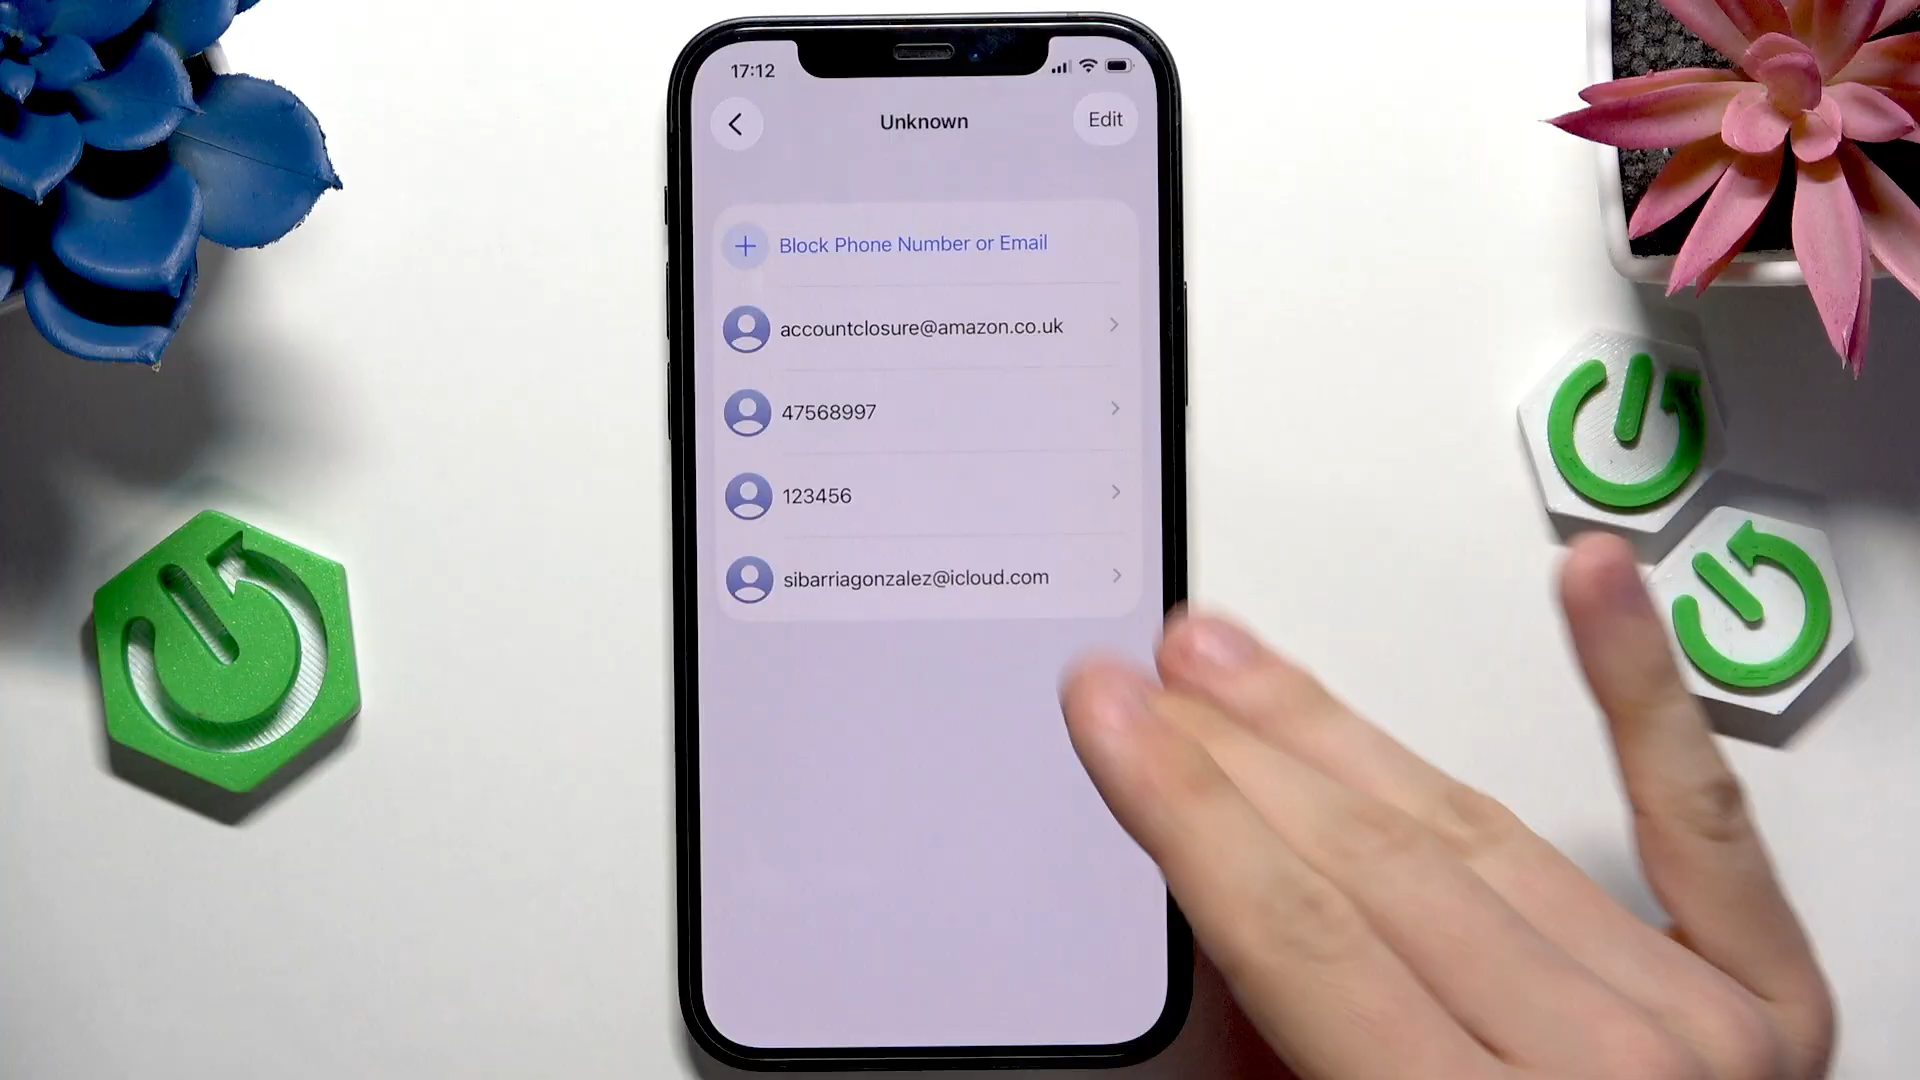 17:12
Unknown
Edit
Block Phone Number or Email
accountclosure@amazon.co.uk
47568997
123456
sibarriagonzalez@icloud.com